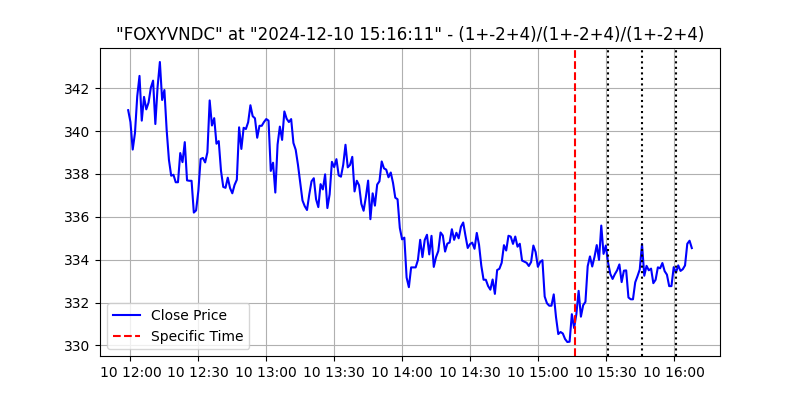 "FOXYVNDC" at "2024-12-10 15:16:11" - (1+-2+4)/(1+-2+4)/(1+-2+4)
342
340
338
336
334
332
330
Close Price
Specific Time
10 12:00 10 12:30 10 13:00 10 13:30 10 14:00 10 14:30 10 15:00 10 15:30 10 16:00